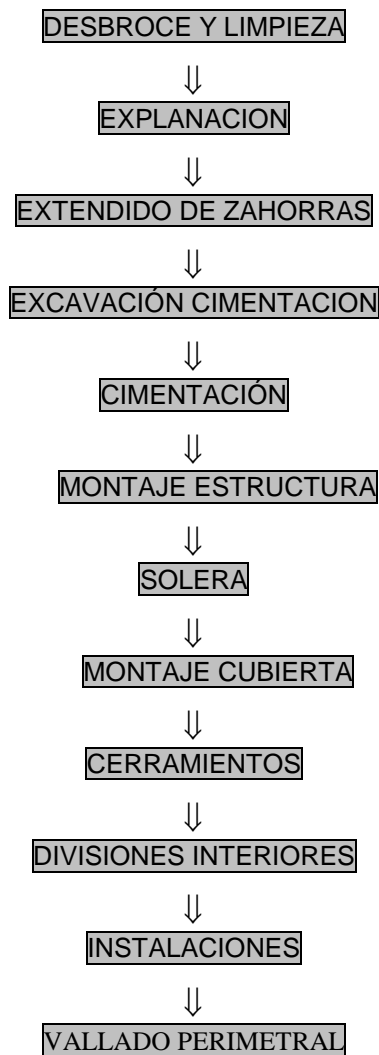 DESBROCE Y LIMPIEZA
⇓
EXPLANACION
⇓
EXTENDIDO DE ZAHORRAS
⇓
EXCAVACIÓN CIMENTACION
⇓
CIMENTACIÓN
⇓
MONTAJE ESTRUCTURA
⇓
SOLERA
⇓
MONTAJE CUBIERTA
⇓
CERRAMIENTOS
⇓
DIVISIONES INTERIORES
⇓
INSTALACIONES
⇓
VALLADO PERIMETRAL